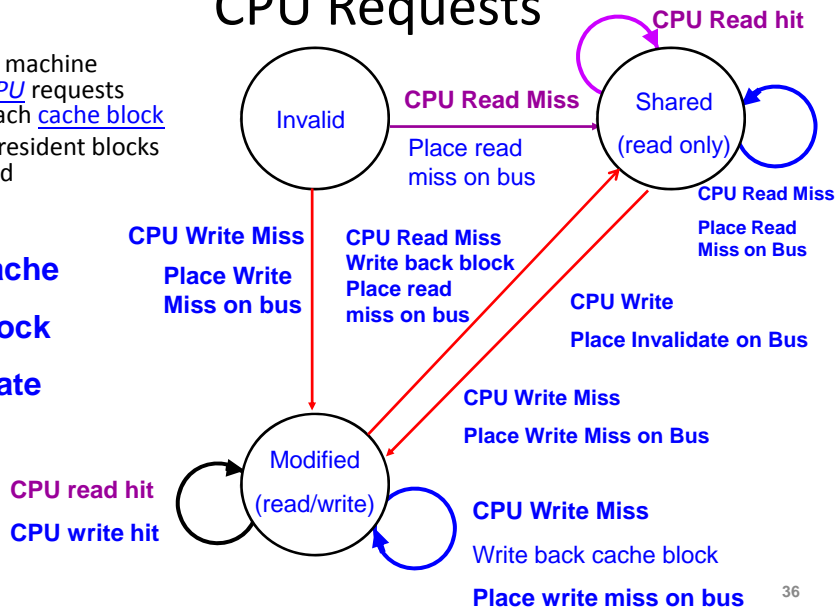 CPU Requests
machine
PU requests
ach cache block
resident blocks
d
ache
ock
ate
CPU Read hit
Invalid
CPU Read Miss
Place read
miss on bus
Shared
(read only)
CPU Read Miss
Place Read
Miss on Bus
CPU Write Miss
Place Write
Miss on bus
CPU Read Miss
Write back block
Place read
miss on bus
CPU Write
Place Invalidate on Bus
CPU Write Miss
Place Write Miss on Bus
Modified
(read/write)
CPU read hit
CPU write hit
CPU Write Miss
Write back cache block
Place write miss on bus
36